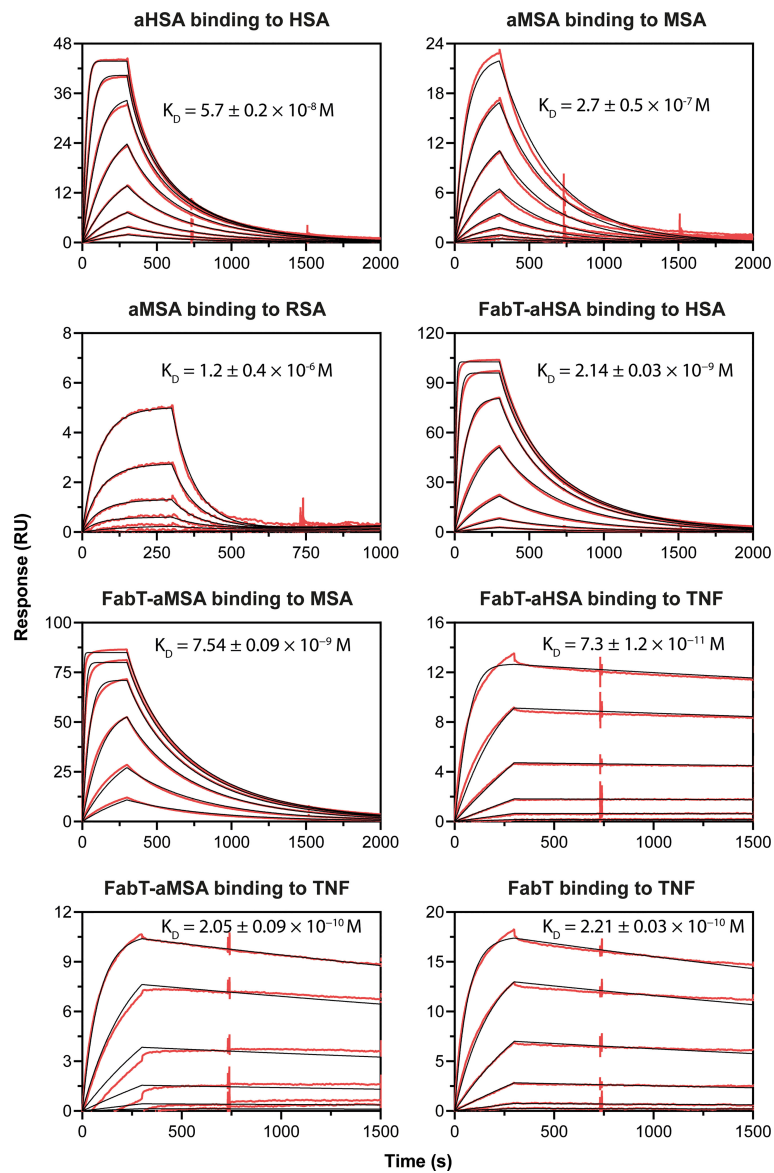 aHSA binding to HSA
48
36
24
12
0
K_D = 5.7 ± 0.2 × 10⁻⁸ M
0 500 1000 1500 2000
aMSA binding to MSA
24
18
12
6
0
K_D = 2.7 ± 0.5 × 10⁻⁷ M
0 500 1000 1500 2000
aMSA binding to RSA
8
6
4
2
0
K_D = 1.2 ± 0.4 × 10⁻⁶ M
0 250 500 750 1000
FabT-aHSA binding to HSA
120
90
60
30
0
K_D = 2.14 ± 0.03 × 10⁻⁹ M
0 500 1000 1500 2000
Response (RU)
FabT-aMSA binding to MSA
100
75
50
25
0
K_D = 7.54 ± 0.09 × 10⁻⁹ M
0 500 1000 1500 2000
FabT-aHSA binding to TNF
16
12
8
4
0
K_D = 7.3 ± 1.2 × 10⁻¹¹ M
0 500 1000 1500
FabT-aMSA binding to TNF
12
9
6
3
0
K_D = 2.05 ± 0.09 × 10⁻¹⁰ M
0 500 1000 1500
FabT binding to TNF
20
15
10
5
0
K_D = 2.21 ± 0.03 × 10⁻¹⁰ M
0 500 1000 1500
Time (s)